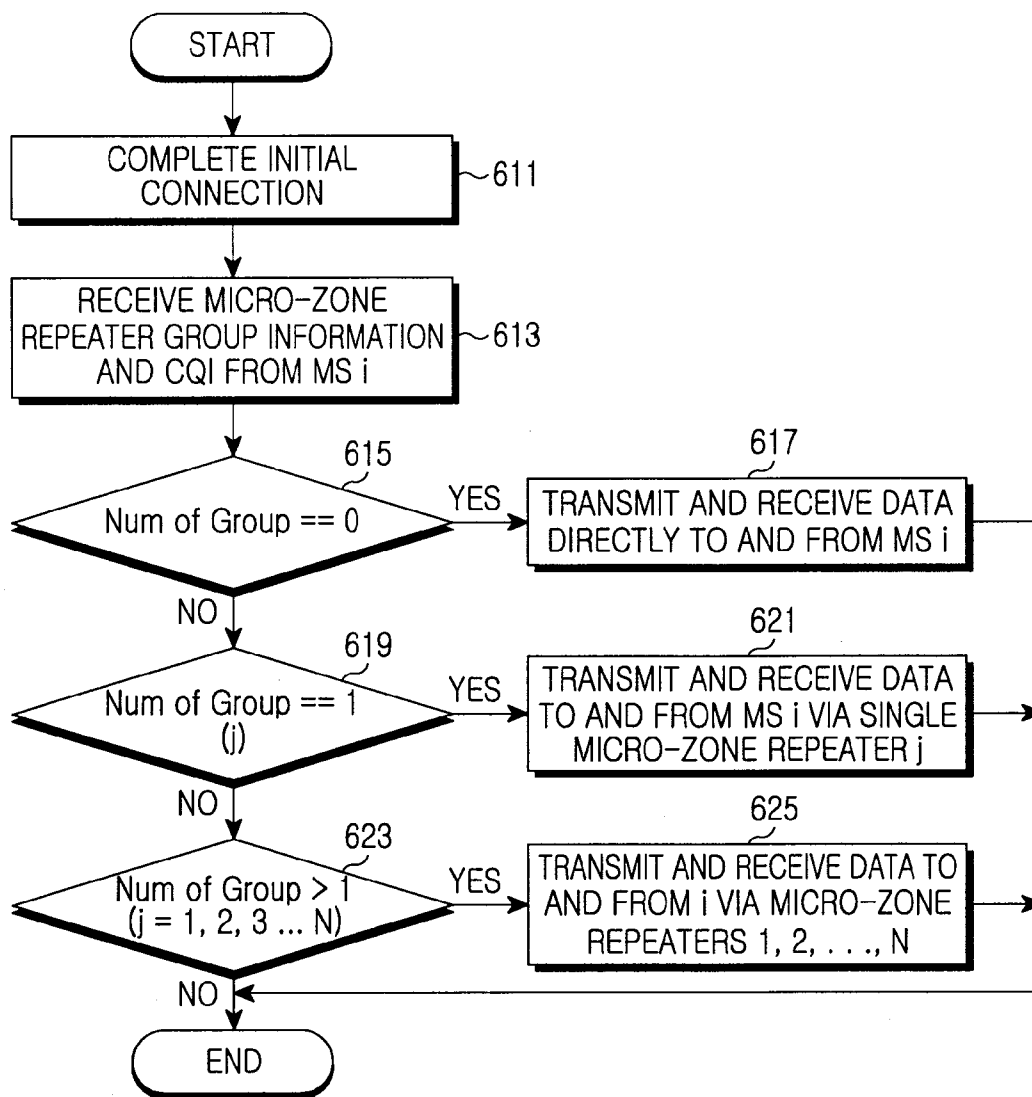 START
COMPLETE INITIAL
CONNECTION
611
RECEIVE MICRO-ZONE
REPEATER GROUP INFORMATION
AND CQI FROM MS i
613
615
Num of Group == 0
YES
617
TRANSMIT AND RECEIVE DATA
DIRECTLY TO AND FROM MS i
NO
619
Num of Group == 1
(j)
YES
621
TRANSMIT AND RECEIVE DATA
TO AND FROM MS i VIA SINGLE
MICRO-ZONE REPEATER j
NO
623
Num of Group > 1
(j = 1, 2, 3 ... N)
YES
625
TRANSMIT AND RECEIVE DATA TO
AND FROM i VIA MICRO-ZONE
REPEATERS 1, 2, . . ., N
NO
END